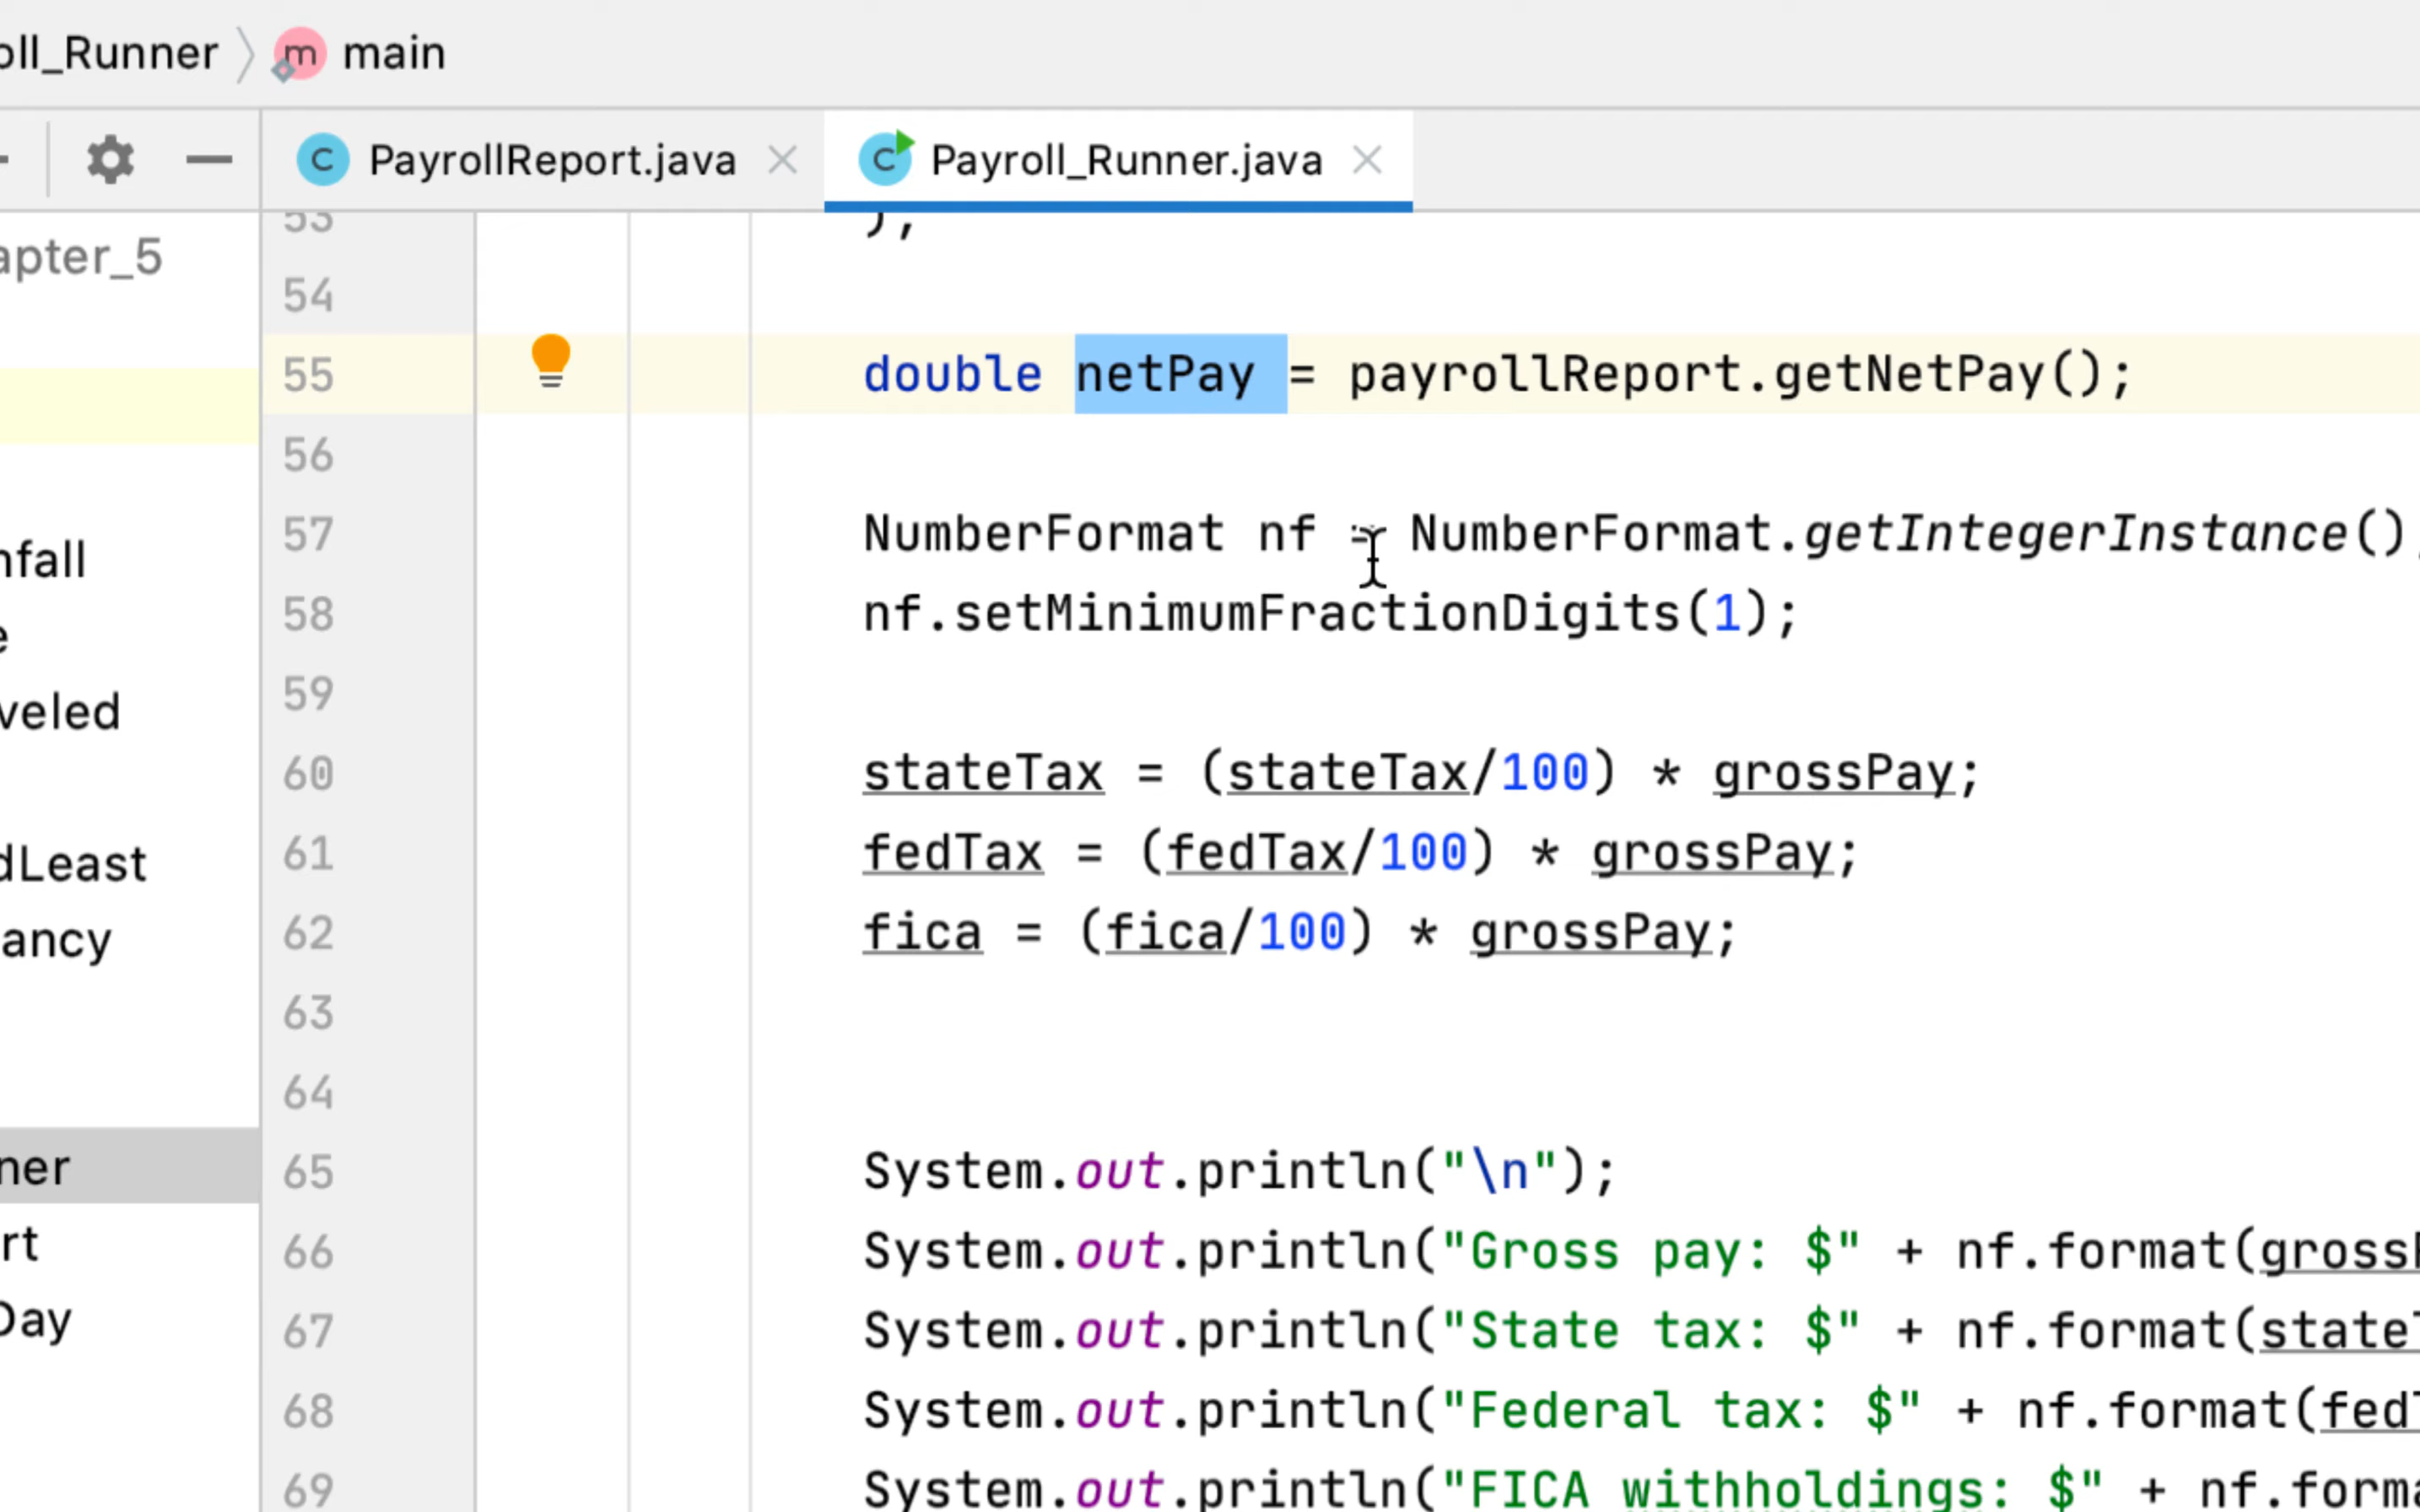 oll_Runner main
PayrollReport.java Payroll_Runner.java
apter_5
nfall
e
veled
dLeast
ancy
ner
rt
Day
53 );
54
55 double netPay = payrollReport.getNetPay();
56
57 NumberFormat nf = NumberFormat.getIntegerInstance();
58 nf.setMinimumFractionDigits(1);
59
60 stateTax = (stateTax/100) * grossPay;
61 fedTax = (fedTax/100) * grossPay;
62 fica = (fica/100) * grossPay;
63
64
65 System.out.println("\n");
66 System.out.println("Gross pay: $" + nf.format(gross
67 System.out.println("State tax: $" + nf.format(state
68 System.out.println("Federal tax: $" + nf.format(fed
69 System.out.println("FICA withholdings: $" + nf.forma